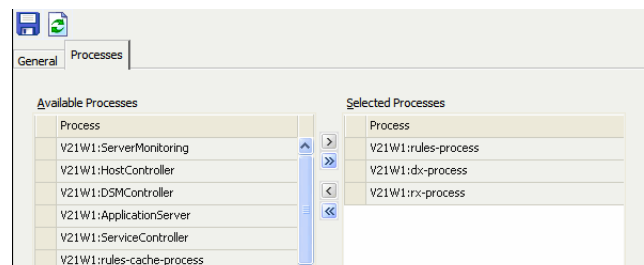 General Processes
Available Processes
Process
V21W1:ServerMonitoring
V21W1:HostController
V21W1:DSMController
V21W1:ApplicationServer
V21W1:ServiceController
V21W1:rules-cache-process
Selected Processes
Process
V21W1:rules-process
V21W1:dx-process
V21W1:rx-process